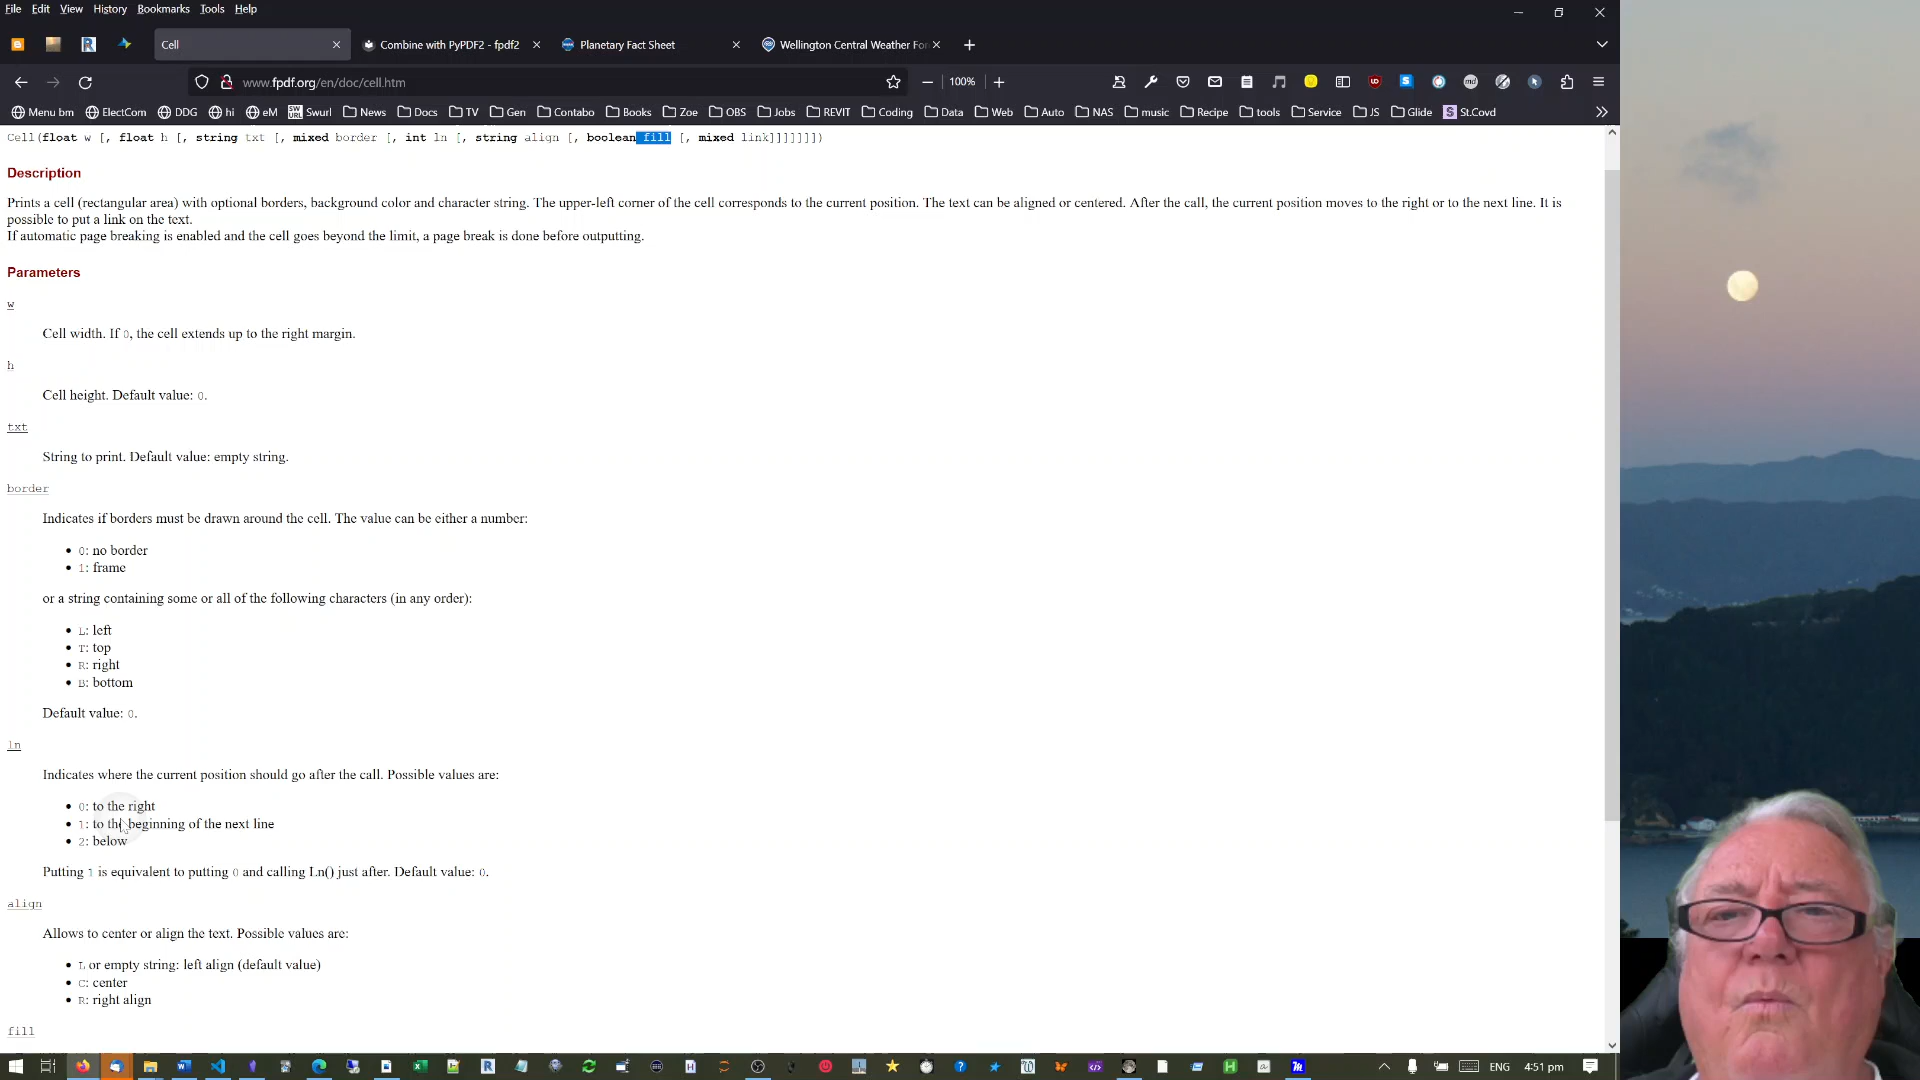 File Edit View History Bookmarks Tools Help
Cell Combine with PyPDF2 - fpdf2 Planetary Fact Sheet Wellington Central Weather For
www.fpdf.org/en/doc/cell.htm 100%
Menu bm ElectCom DDG hi eM Swurl News Docs TV Gen Contabo Books Zoe OBS Jobs REVIT Coming Data Web Auto NAS music Recipe tools Service JS Glide St.Covd
Cell(float w [, float h [, string txt [, mixed border [, int ln [, string align [, boolean fill [, mixed link]]]]]]])
Description
Prints a cell (rectangular area) with optional borders, background color and character string. The upper-left corner of the cell corresponds to the current position. The text can be aligned or centered. After the call, the current position moves to the right or to the next line. It is
possible to put a link on the text.
If automatic page breaking is enabled and the cell goes beyond the limit, a page break is done before outputting.
Parameters
w
Cell width. If 0, the cell extends up to the right margin.
h
Cell height. Default value: 0.
txt
String to print. Default value: empty string.
border
Indicates if borders must be drawn around the cell. The value can be either a number:
0: no border
1: frame
or a string containing some or all of the following characters (in any order):
L: left
T: top
R: right
B: bottom
Default value: 0.
ln
Indicates where the current position should go after the call. Possible values are:
0: to the right
1: to the beginning of the next line
2: below
Putting 1 is equivalent to putting 0 and calling Ln() just after. Default value: 0.
align
Allows to center or align the text. Possible values are:
L or empty string: left align (default value)
C: center
R: right align
fill
ENG 4:51 pm